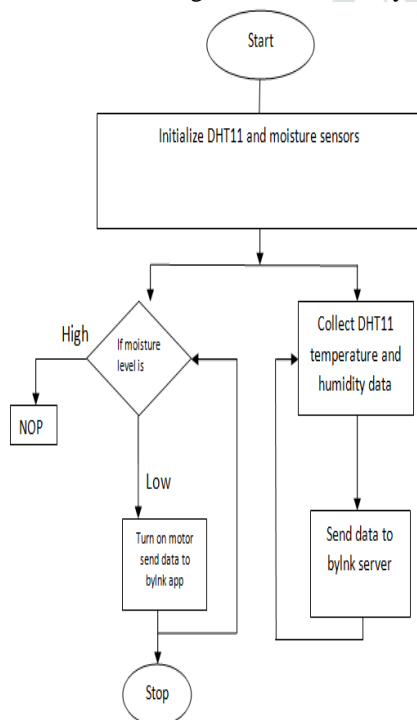 Start
Initialize DHT11 and moisture sensors
If moisture
level is
High
NOP
Low
Turn on motor
send data to
bylnk app
Stop
Collect DHT11
temperature and
humidity data
Send data to
bylnk server